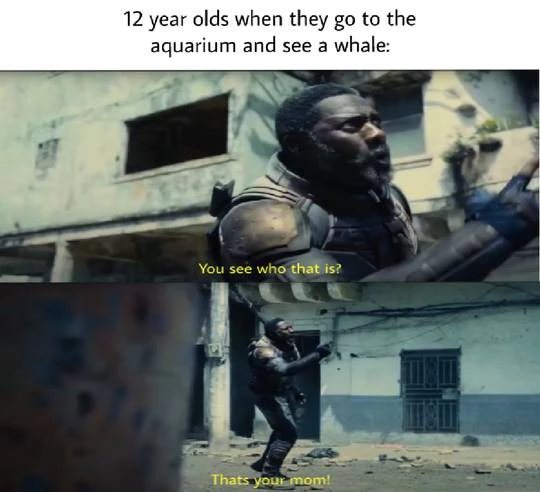 12 year olds when they go to the
aquarium and see a whale:
You see who that is?
Thats your mom!